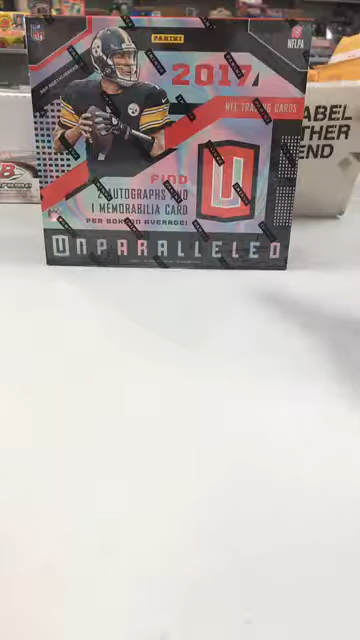 PANINI
NFLPA
2017
NFL TRADING CARDS
U
FIND
AUTOGRAPHS AND
1 MEMORABILIA CARD
PER BOX ON AVERAGE!
UNPARALLELED
ABEL
THER
END